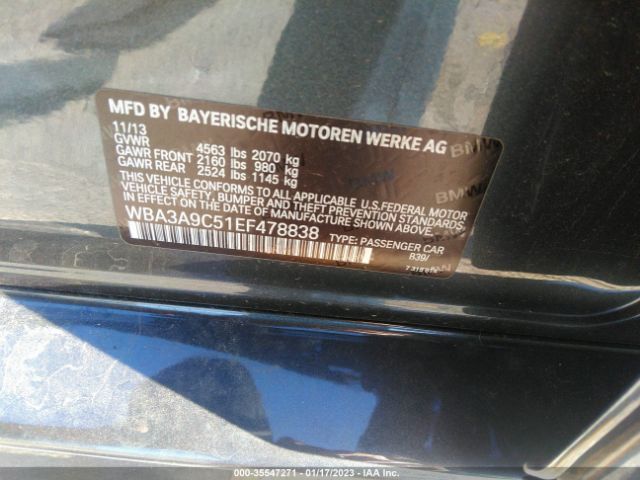 MFD BY BAYERISCHE MOTOREN WERKE AG
11/13
GVWR 4563 lbs 2070 kg
GAWR FRONT 2160 lbs 980 kg
GAWR REAR 2524 lbs 1145 kg
THIS VEHICLE CONFORMS TO ALL APPLICABLE U.S.FEDERAL MOTOR
VEHICLE SAFETY, BUMPER, AND THEFT PREVENTION STANDARDS
IN EFFECT ON THE DATE OF MANUFACTURE SHOWN ABOVE.
WBA3A9C51EF478838 TYPE: PASSENGER CAR
B39/
00-35547271 - 01/17/2023 - IAA Inc.